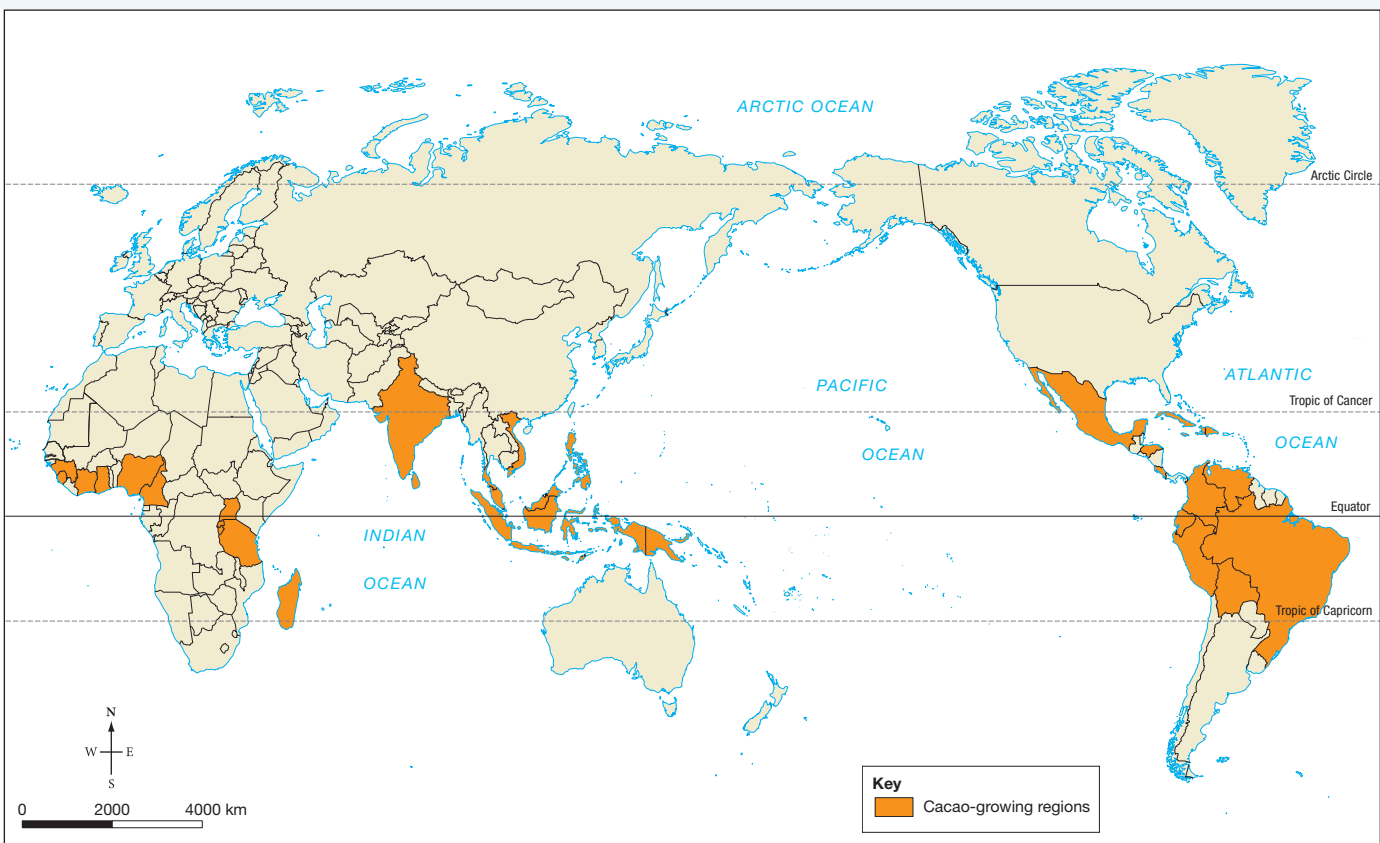 ARCTIC OCEAN
Arctic Circle
ATLANTIC
PACIFIC
Tropic of Cancer
OCEAN
OCEAN
Equator
INDIAN
OCEAN
Tropic of Capricorn
N
W E
S
0 2000 4000 km
Key
Cacao-growing regions